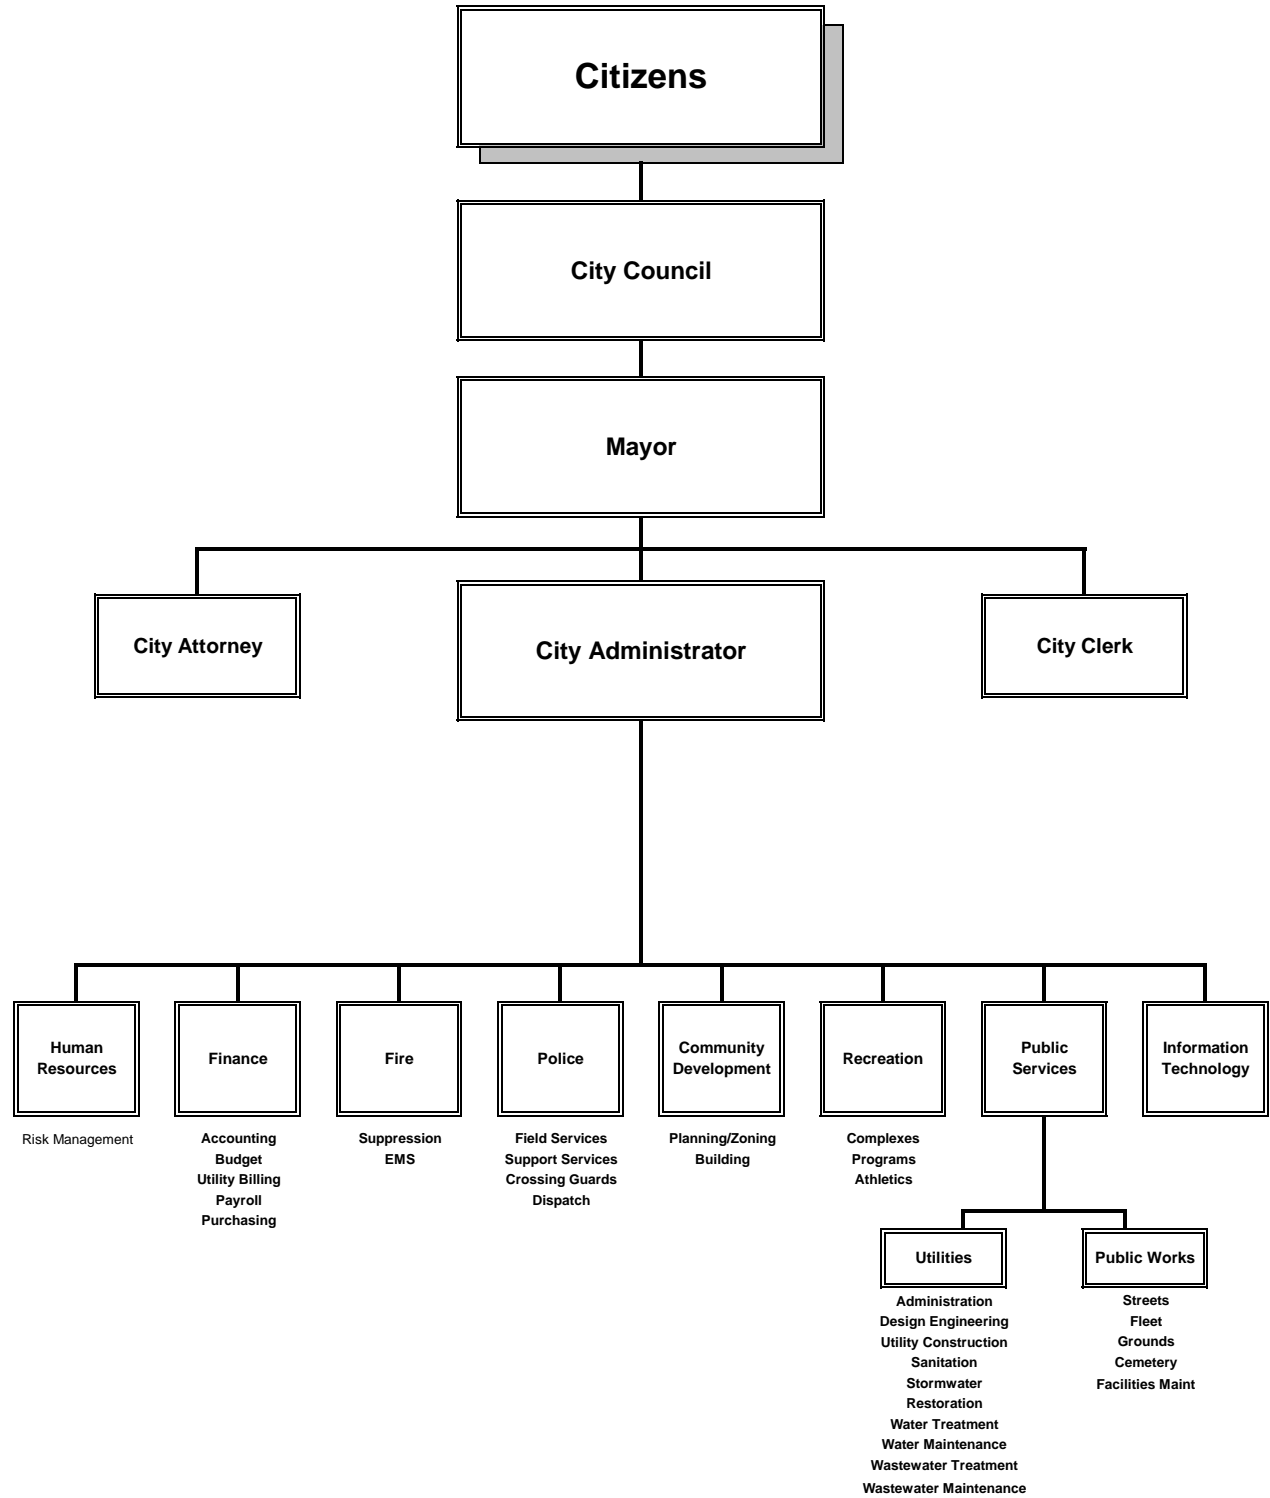 Citizens
City Council
Mayor
City Attorney
City Administrator
City Clerk
Human
Resources
Finance
Fire
Police
Community
Development
Recreation
Public
Services
Information
Technology
Risk Management
Accounting
Budget
Utility Billing
Payroll
Purchasing
Suppression
EMS
Field Services
Support Services
Crossing Guards
Dispatch
Planning/Zoning
Building
Complexes
Programs
Athletics
Utilities
Administration
Design Engineering
Utility Construction
Sanitation
Stormwater
Restoration
Water Treatment
Water Maintenance
Wastewater Treatment
Wastewater Maintenance
Public Works
Streets
Fleet
Grounds
Cemetery
Facilities Maint